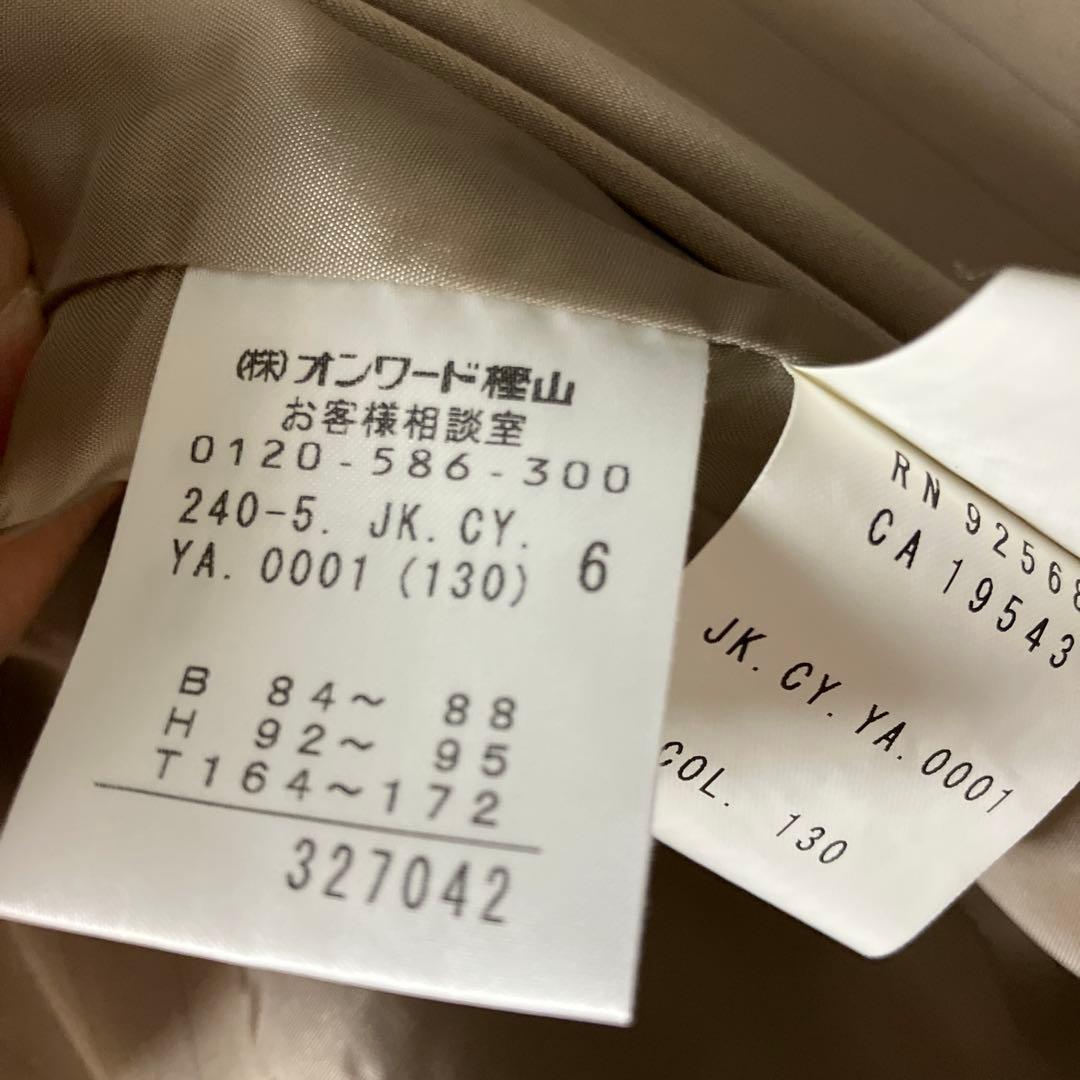 (株)オンワード樫山
お客様相談室
0120-586-300
240-5. JK.CY.
YA. 0001 (130) 6
B 84～ 88
H 92～ 95
T164～172
327042
RN 92568
CA 19543
JK.CY.YA.0001
COL. 130